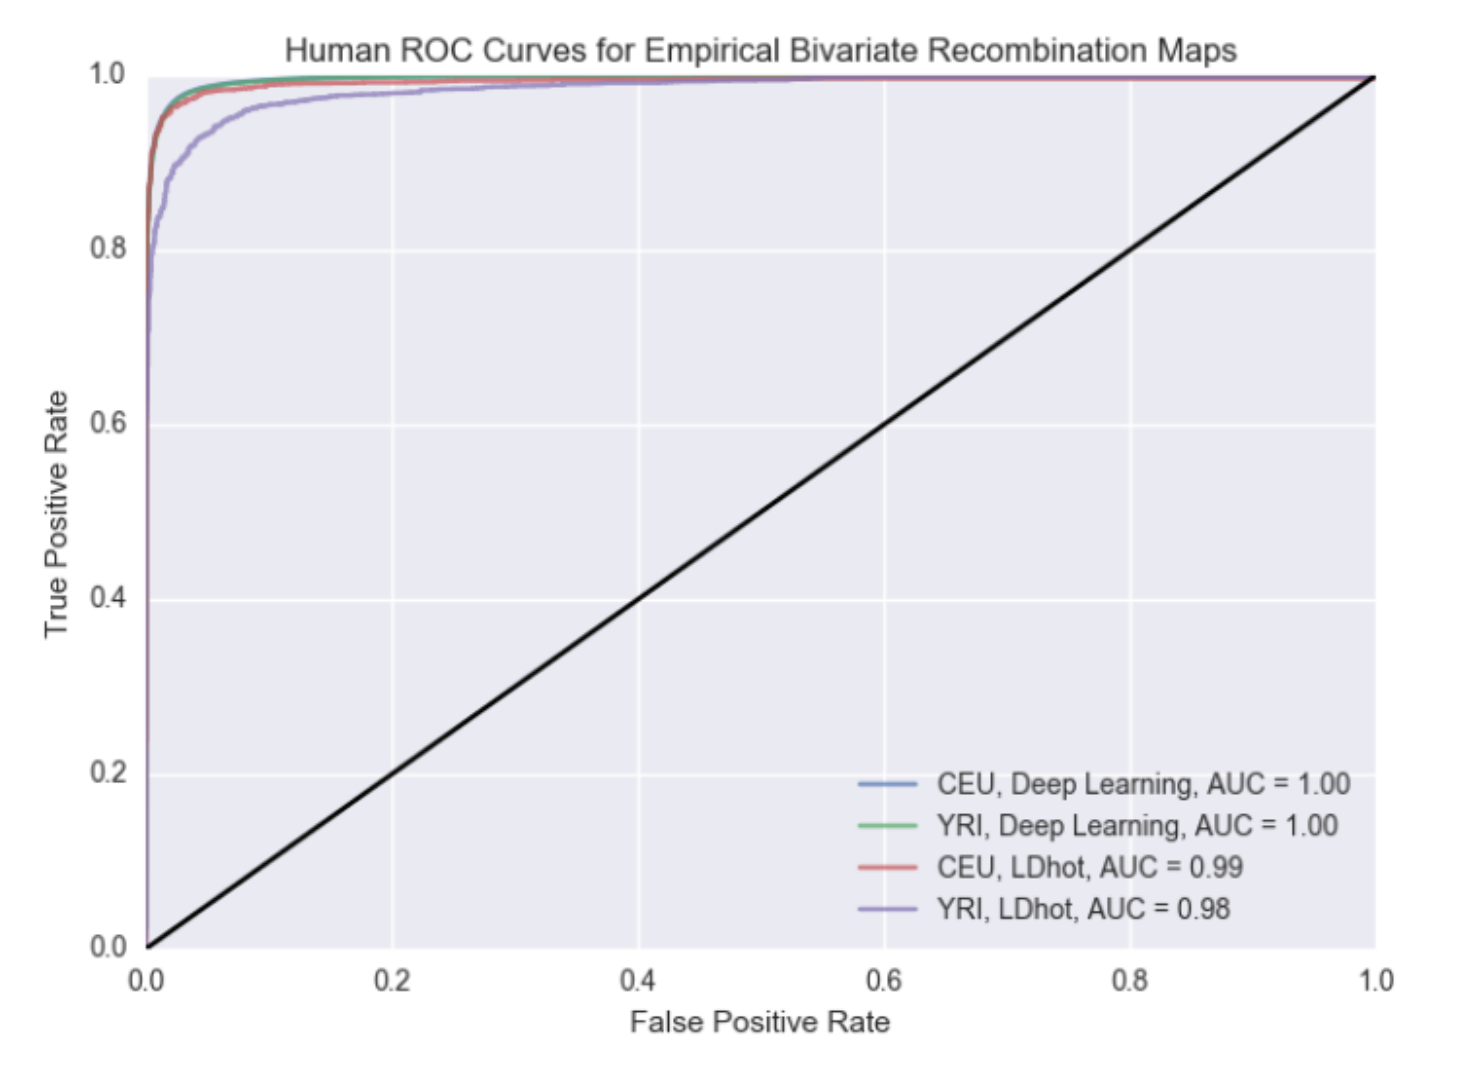 Human ROC Curves for Empirical Bivariate Recombination Maps
1.0
0.8
0.6
0.4
0.2
0.0
True Positive Rate
CEU, Deep Learning, AUC = 1.00
YRI, Deep Learning, AUC = 1.00
CEU, LDhot, AUC = 0.99
YRI, LDhot, AUC = 0.98
0.0 0.2 0.4 0.6 0.8 1.0
False Positive Rate